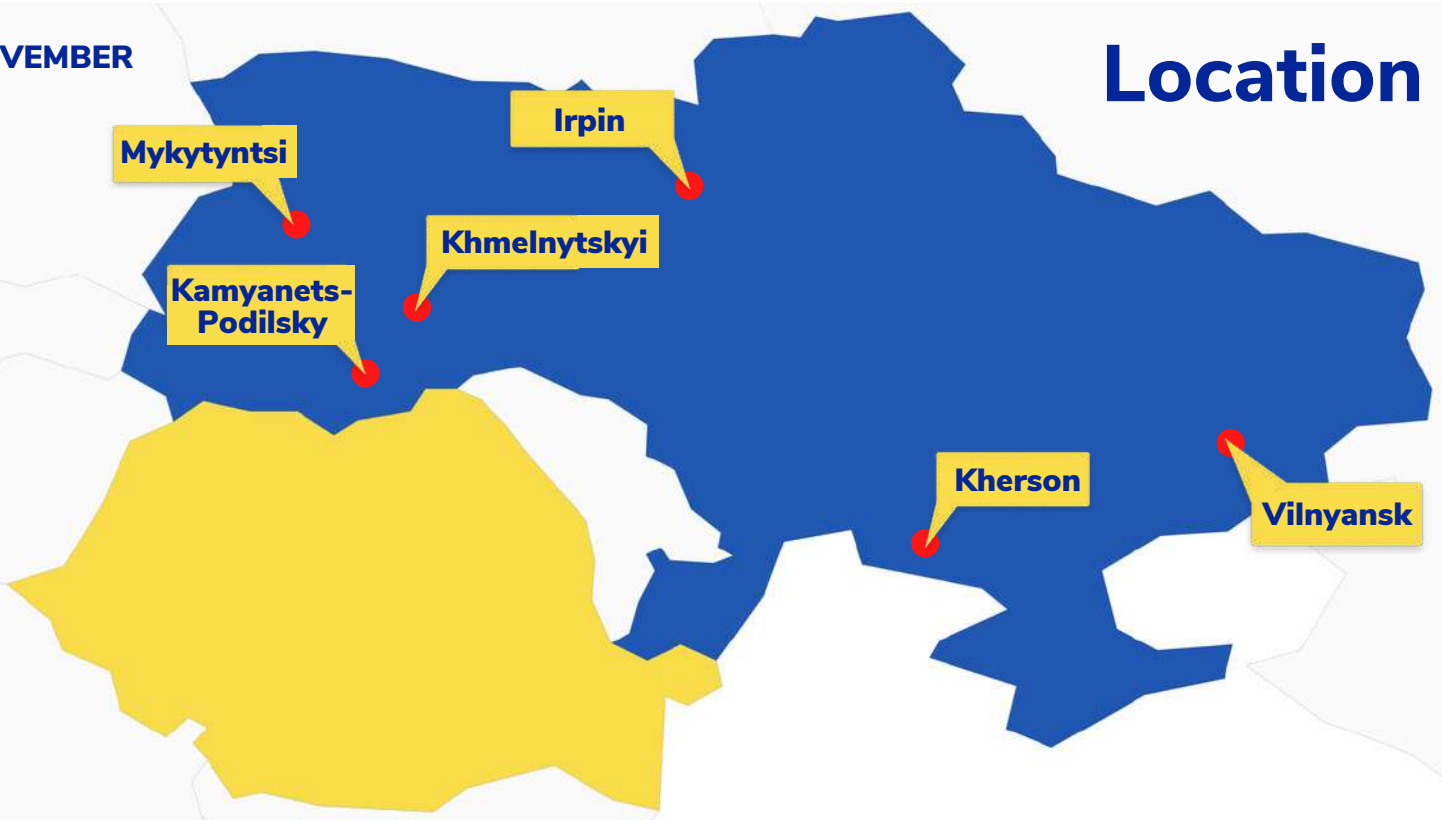 VEMBER
Location
Irpin
Mykytyntsi
Khmelnytskyi
Kamyanets-
Podilsky
Kherson
Vilnyansk